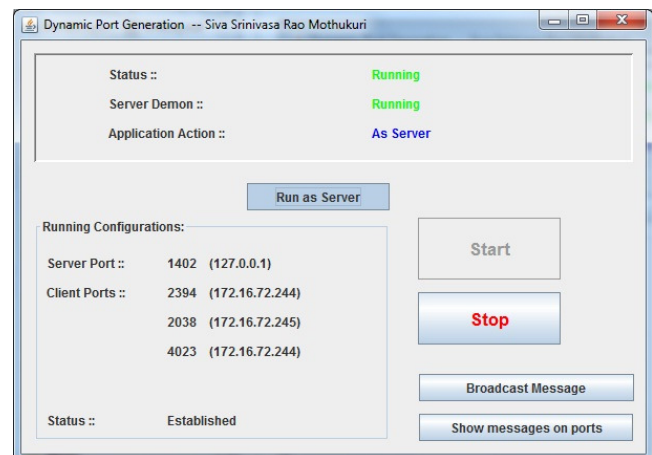 Dynamic Port Generation -- Siva Srinivasa Rao Mothukuri
Status :: Running
Server Demon :: Running
Application Action :: As Server
Run as Server
Running Configurations:
Server Port :: 1402 (127.0.0.1)
Client Ports :: 2394 (172.16.72.244)
2038 (172.16.72.245)
4023 (172.16.72.244)
Status :: Established
Start
Stop
Broadcast Message
Show messages on ports